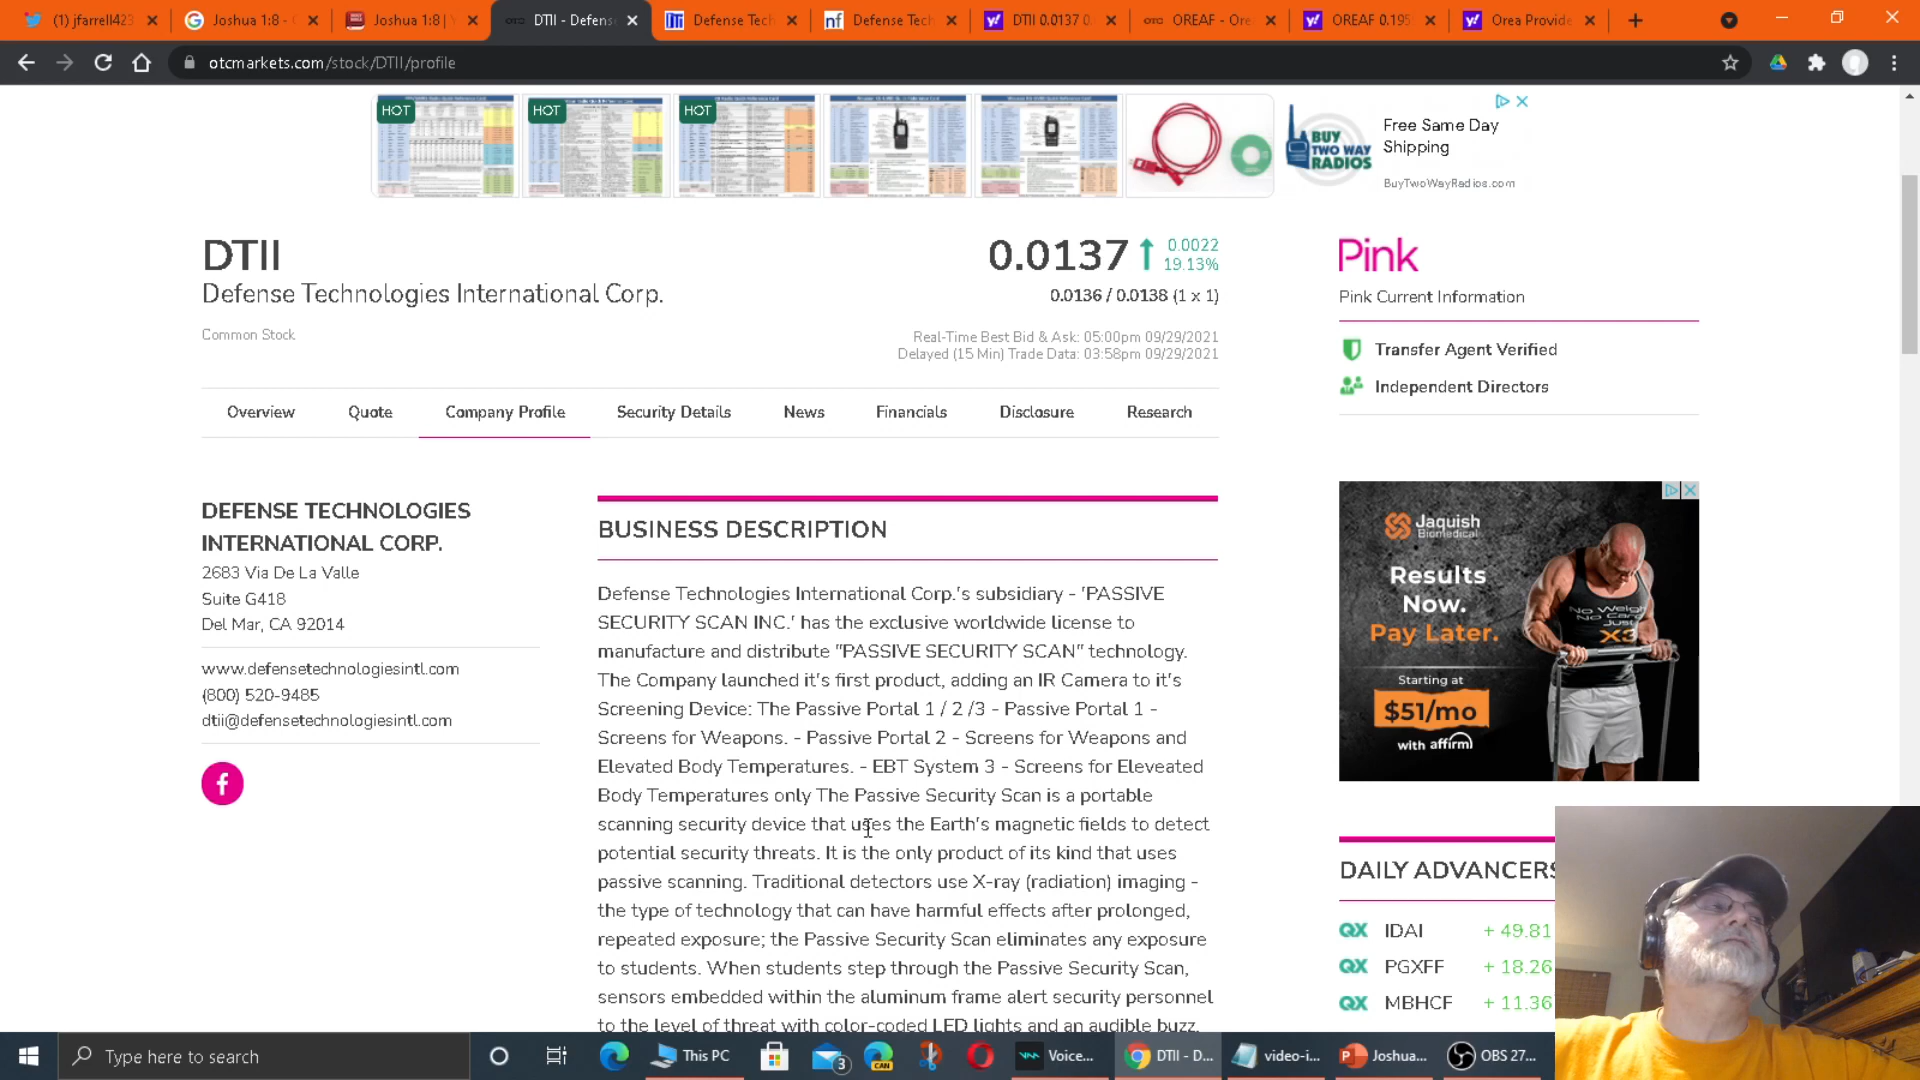 (1) jfarrell423
Joshua 1:8 -
Joshua 1:8 |
DTII - Defens
Defense Tech
Defense Tech
DTII 0.0137 0.
OREAF - Ore
OREAF 0.195
Orea Provide
otcmarkets.com/stock/DTII/profile
HOT
HOT
HOT
BUY
TWO WAY
RADIOS
Free Same Day
Shipping
BuyTwoWayRadios.com
DTII
Defense Technologies International Corp.
Common Stock
0.0137
0.0022
19.13%
0.0136 / 0.0138 (1 x 1)
Real-Time Best Bid & Ask: 05:00pm 09/29/2021
Delayed (15 Min) Trade Data: 03:58pm 09/29/2021
Pink
Pink Current Information
Transfer Agent Verified
Independent Directors
Overview
Quote
Company Profile
Security Details
News
Financials
Disclosure
Research
DEFENSE TECHNOLOGIES
INTERNATIONAL CORP.
2683 Via De La Valle
Suite G418
Del Mar, CA 92014
www.defensetechnologiesintl.com
(800) 520-9485
dtii@defensetechnologiesintl.com
BUSINESS DESCRIPTION
Defense Technologies International Corp.'s subsidiary - 'PASSIVE
SECURITY SCAN INC.' has the exclusive worldwide license to
manufacture and distribute "PASSIVE SECURITY SCAN" technology.
The Company launched it's first product, adding an IR Camera to it's
Screening Device: The Passive Portal 1 / 2 /3 - Passive Portal 1 -
Screens for Weapons. - Passive Portal 2 - Screens for Weapons and
Elevated Body Temperatures. - EBT System 3 - Screens for Eleveated
Body Temperatures only The Passive Security Scan is a portable
scanning security device that uses the Earth's magnetic fields to detect
potential security threats. It is the only product of its kind that uses
passive scanning. Traditional detectors use X-ray (radiation) imaging -
the type of technology that can have harmful effects after prolonged,
repeated exposure; the Passive Security Scan eliminates any exposure
to students. When students step through the Passive Security Scan,
sensors embedded within the aluminum frame alert security personnel
to the level of threat with color-coded LED lights and an audible buzz.
Jaquish
Biomedical
Results
Now.
Pay Later.
Starting at
$51/mo
with affirm
No Weigh
No Card
Just
X3
DAILY ADVANCERS
QX IDAI + 49.81
QX PGXFF + 18.26
QX MBHCF + 11.36
Type here to search
This PC
3
CAN
Voice...
DTII - D...
video-i...
Joshua...
OBS 27...